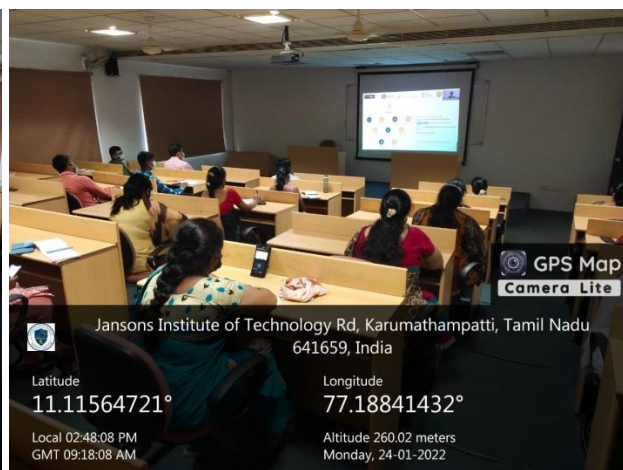 GPS Map
Camera Lite
Jansons Institute of Technology Rd, Karumathampatti, Tamil Nadu
641659, India
Latitude
11.11564721°
Longitude
77.18841432°
Local 02:48:08 PM
GMT 09:18:08 AM
Altitude 260.02 meters
Monday, 24-01-2022